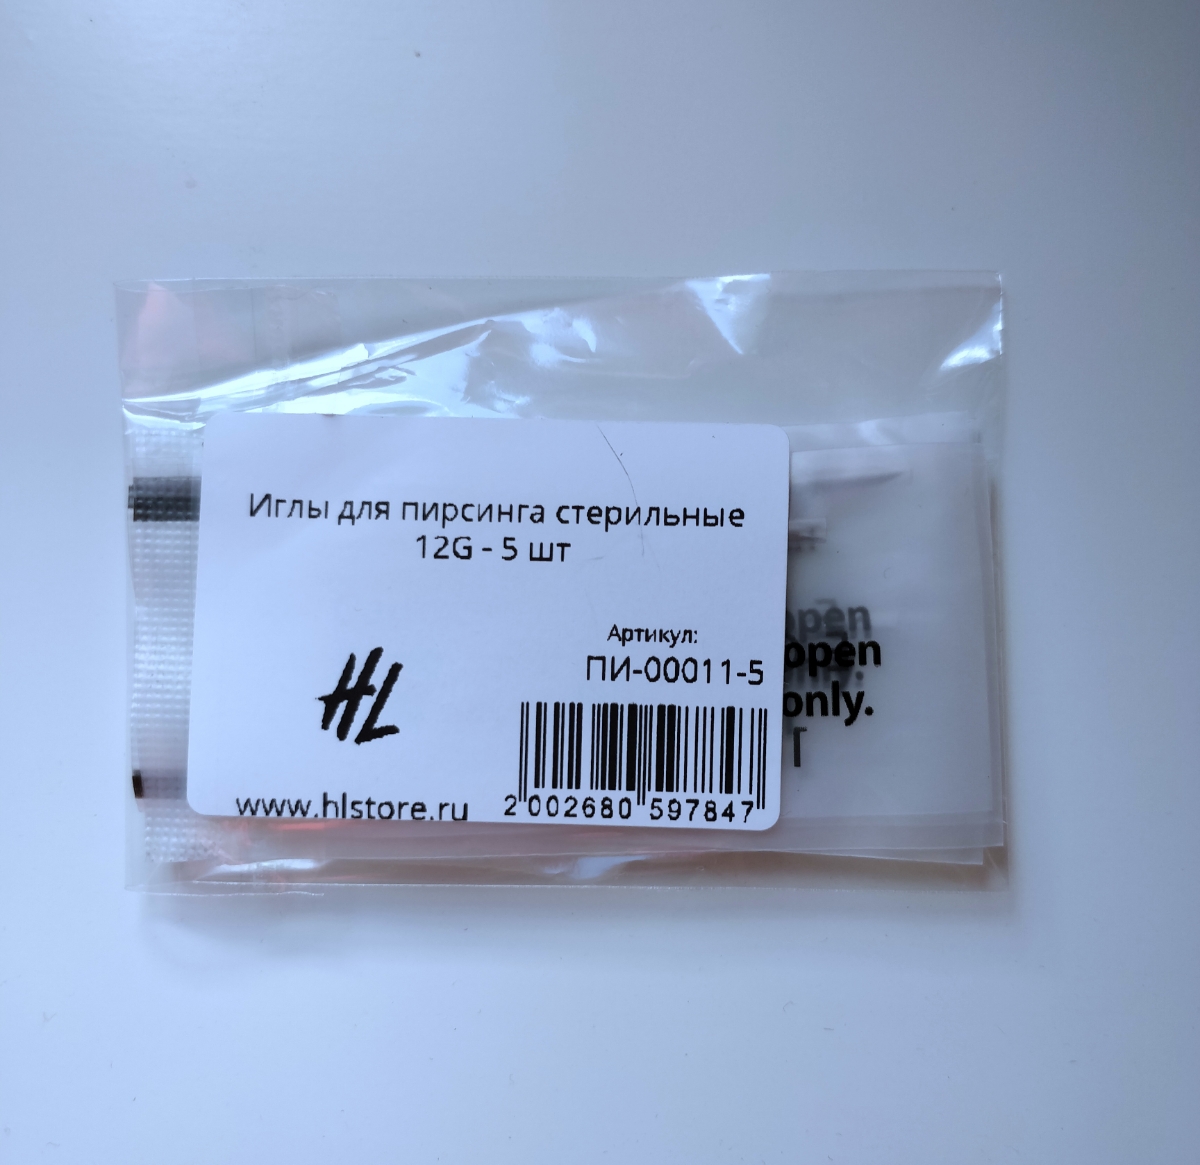 Иглы для пирсинга стерильные
12G - 5 шт
Артикул:
ПИ-00011-5
HL
www.hlstore.ru
2 002680 597847
open
open
only.